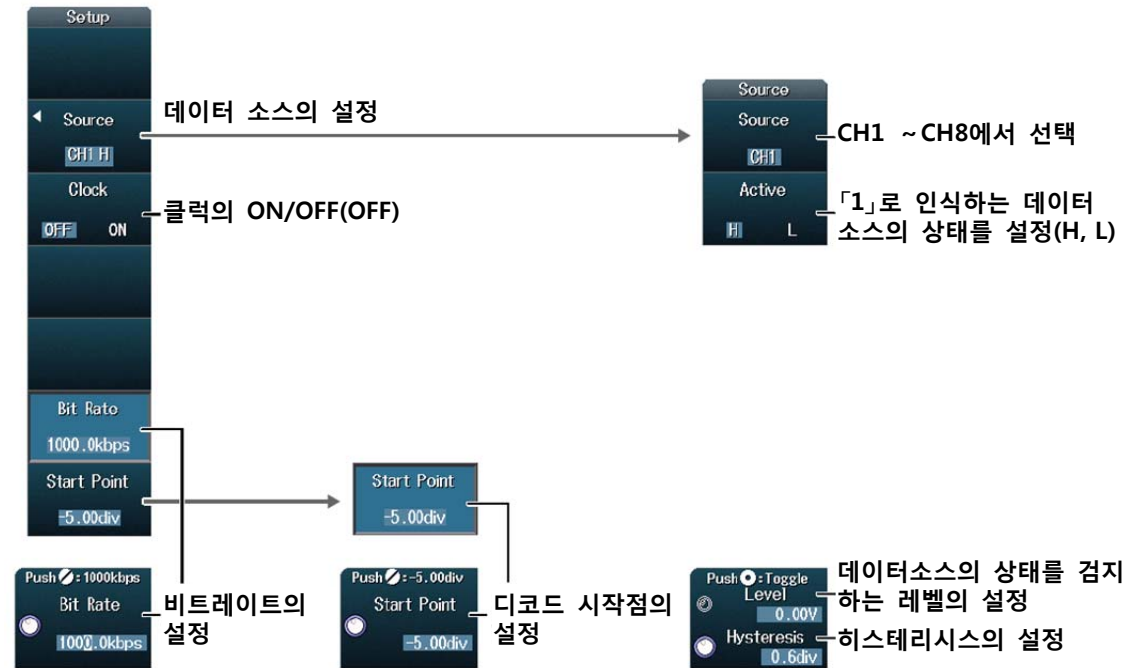 Setup
Source
CH1 H
데이터 소스의 설정
Clock
OFF ON
클럭의 ON/OFF(OFF)
Bit Rate
1000.0kbps
Start Point
-5.00div
Source
Source
CH1
CH1 ~CH8에서 선택
Active
H L
「1」로 인식하는 데이터
소스의 상태를 설정(H, L)
Start Point
-5.00div
Push :1000kbps
Bit Rate
1000.0kbps
비트레이트의
설정
Push :-5.00div
Start Point
-5.00div
디코드 시작점의
설정
Push :Toggle
Level
0.00V
Hysteresis
0.6div
데이터소스의 상태를 검지
하는 레벨의 설정
히스테리시스의 설정